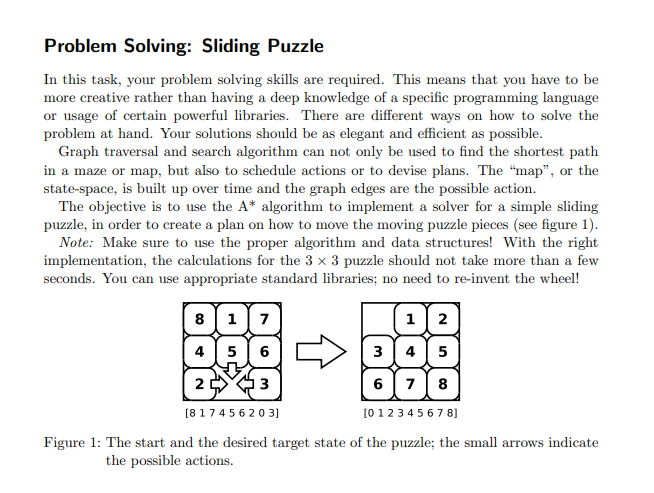 Problem Solving: Sliding Puzzle
In this task, your problem solving skills are required. This means that you have to be
more creative rather than having a deep knowledge of a specific programming language
or usage of certain powerful libraries. There are different ways on how to solve the
problem at hand. Your solutions should be as elegant and efficient as possible.
Graph traversal and search algorithm can not only be used to find the shortest path
in a maze or map, but also to schedule actions or to devise plans. The “map”, or the
state-space, is built up over time and the graph edges are the possible action.
The objective is to use the A* algorithm to implement a solver for a simple sliding
puzzle, in order to create a plan on how to move the moving puzzle pieces (see figure 1).
Note: Make sure to use the proper algorithm and data structures! With the right
implementation, the calculations for the 3 × 3 puzzle should not take more than a few
seconds. You can use appropriate standard libraries; no need to re-invent the wheel!
8 1 7
4 5 6
2 3
[8 1 7 4 5 6 2 0 3]
1 2
3 4 5
6 7 8
[0 1 2 3 4 5 6 7 8]
Figure 1: The start and the desired target state of the puzzle; the small arrows indicate
the possible actions.